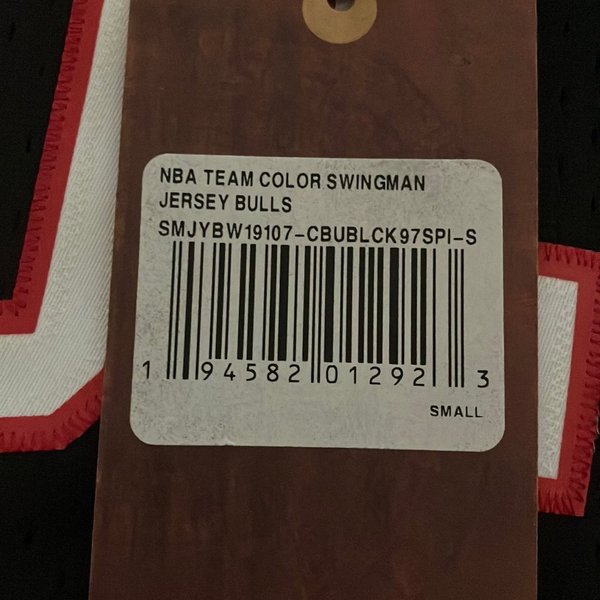 NBA TEAM COLOR SWINGMAN
JERSEY BULLS
SMJYBW19107-CBUBLCK97SPI-S
1 94582 01292 3
SMALL